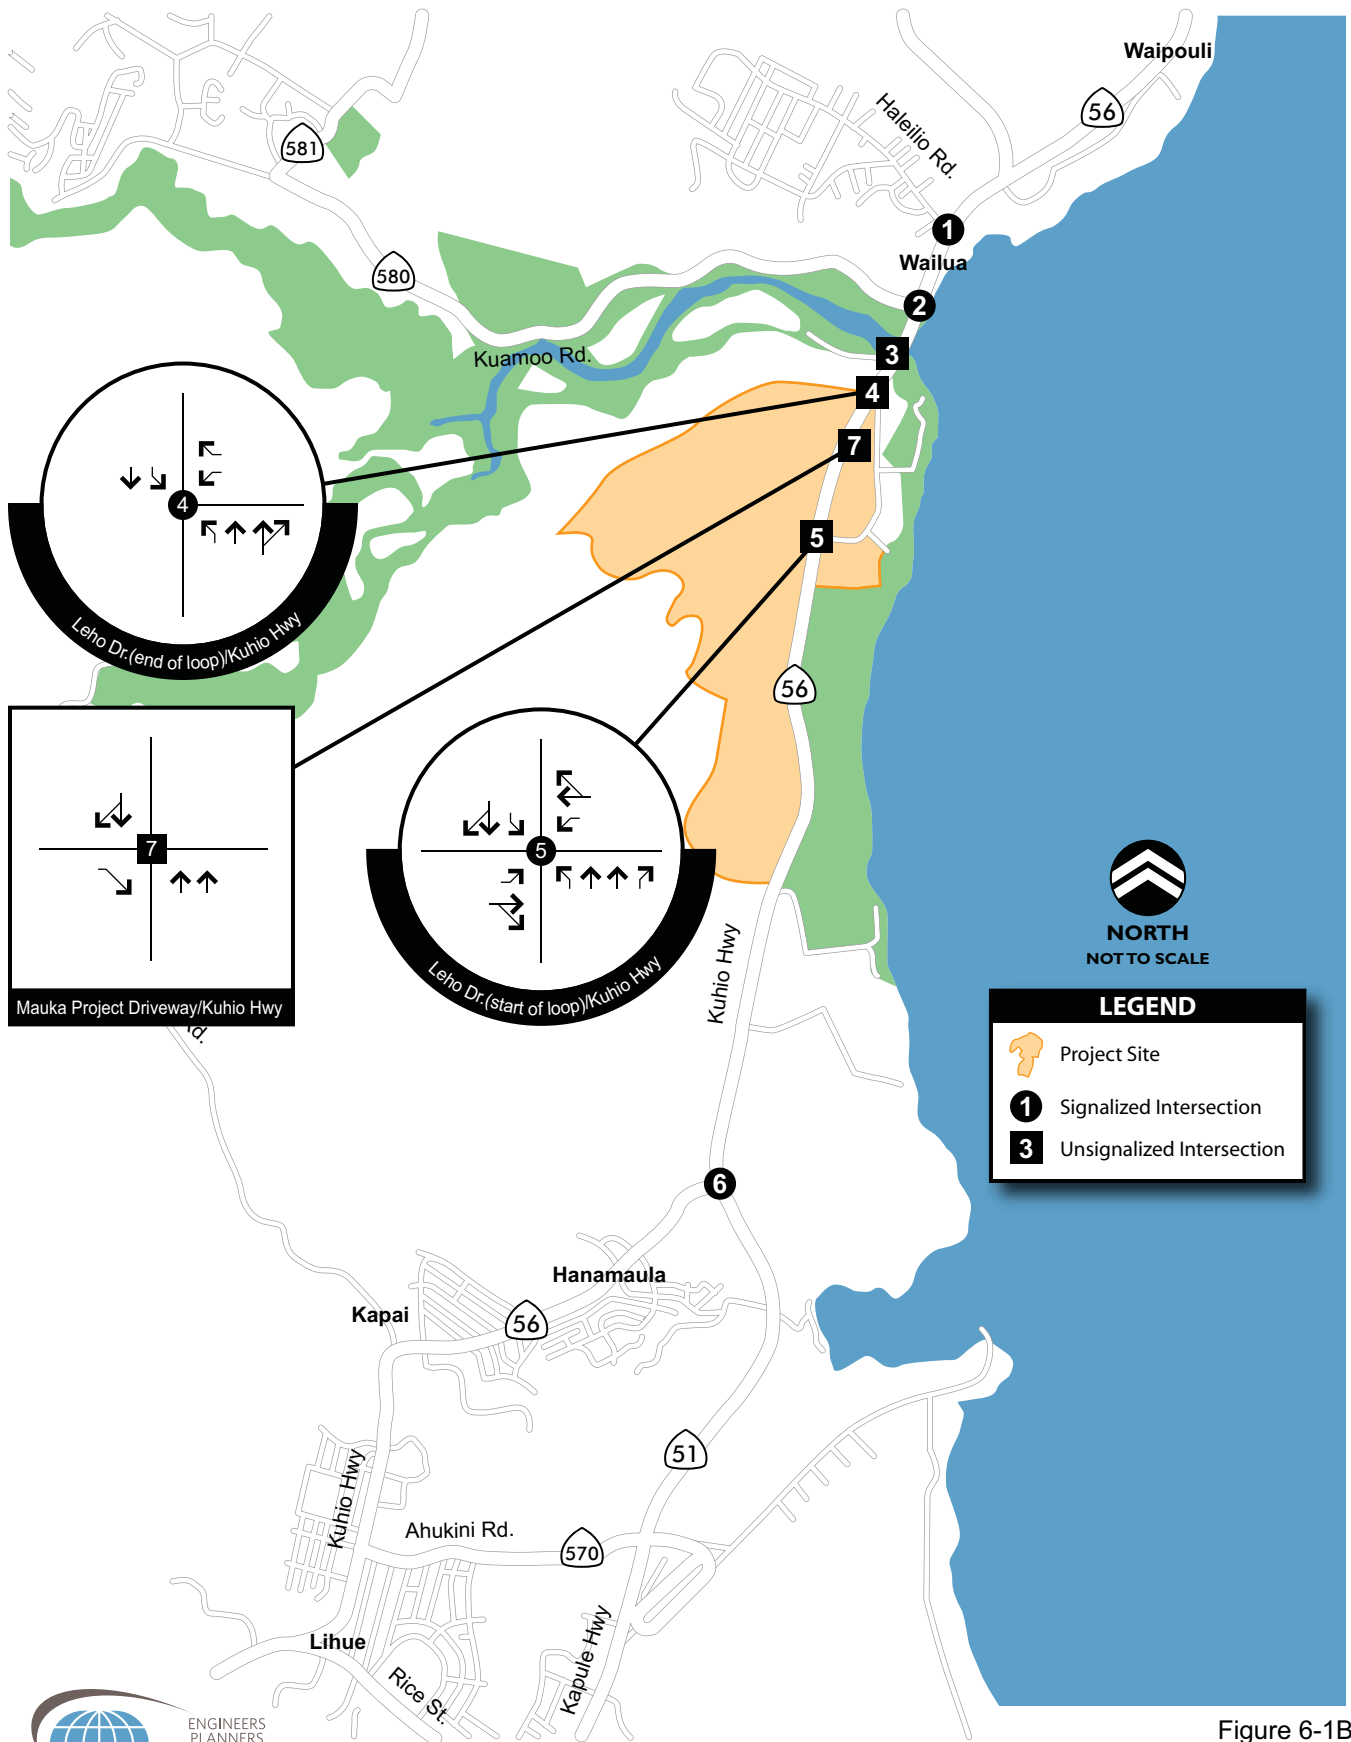 Waipouli
56
Haleilio Rd.
581
1
Wailua
580
2
Kuamoo Rd.
3
4
7
5
4
Leho Dr.(end of loop)/Kuhio Hwy
56
7
Mauka Project Driveway/Kuhio Hwy
5
Leho Dr.(start of loop)/Kuhio Hwy
Rd.
Kuhio Hwy
NORTH
NOT TO SCALE
LEGEND
Project Site
1 Signalized Intersection
3 Unsignalized Intersection
6
Hanamaula
Kapai
56
51
Kuhio Hwy
Ahukini Rd.
570
Lihue
Rice St.
Kapule Hwy
ENGINEERS
PLANNERS
Figure 6-1B